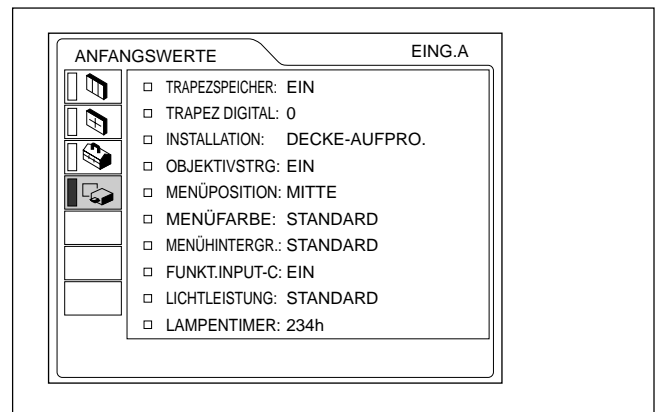 ANFANGSWERTE EING.A
TRAPEZSPEICHER: EIN
TRAPEZ DIGITAL: 0
INSTALLATION: DECKE-AUFPRO.
OBJEKTIVSTRG: EIN
MENÜPOSITION: MITTE
MENÜFARBE: STANDARD
MENÜHINTERGR.: STANDARD
FUNKT.INPUT-C: EIN
LICHTLEISTUNG: STANDARD
LAMPENTIMER: 234h